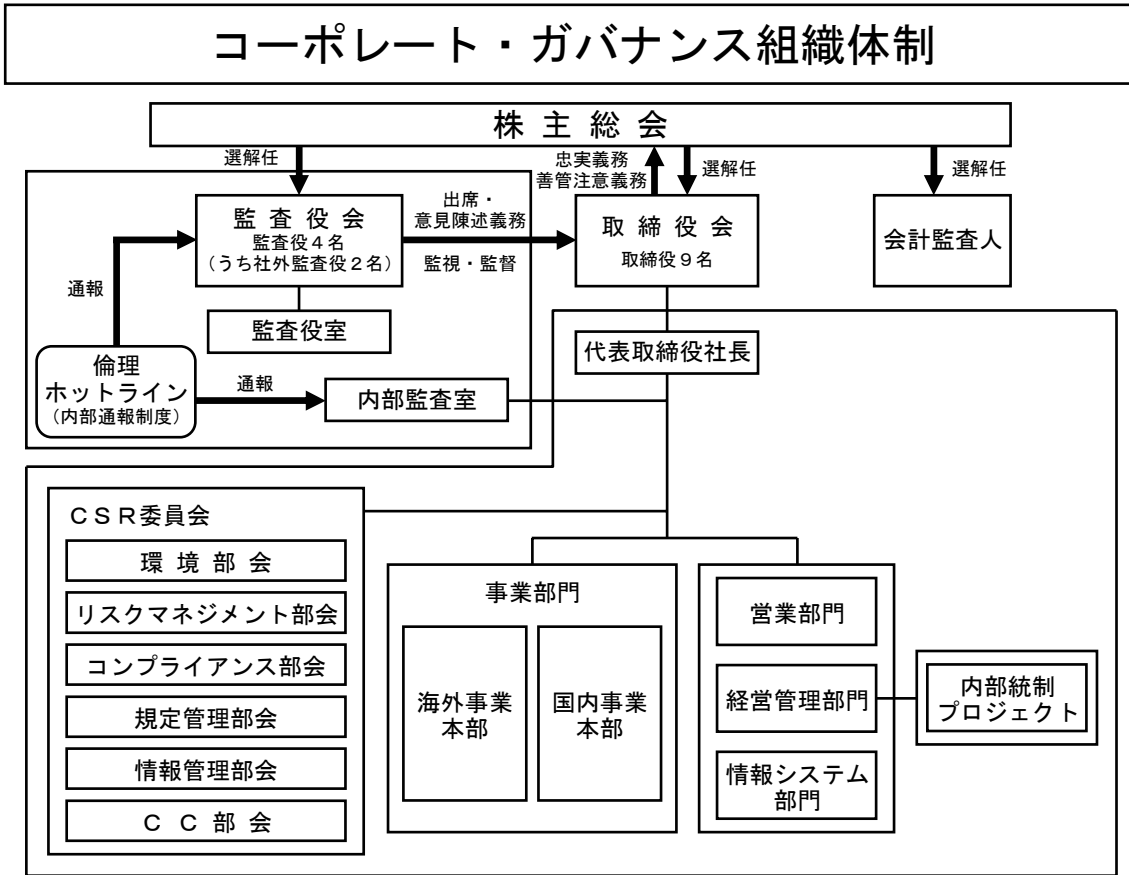 コーポレート・ガバナンス組織体制
株主総会
選解任
忠実義務
善管注意義務
選解任
選解任
監査役会
監査役４名
（うち社外監査役２名）
出席・
意見陳述義務
監視・監督
取締役会
取締役９名
会計監査人
通報
監査役室
代表取締役社長
倫理
ホットライン
（内部通報制度）
通報
内部監査室
ＣＳＲ委員会
環境部会
リスクマネジメント部会
コンプライアンス部会
規定管理部会
情報管理部会
ＣＣ部会
事業部門
海外事業
本部
国内事業
本部
営業部門
経営管理部門
情報システム
部門
内部統制
プロジェクト